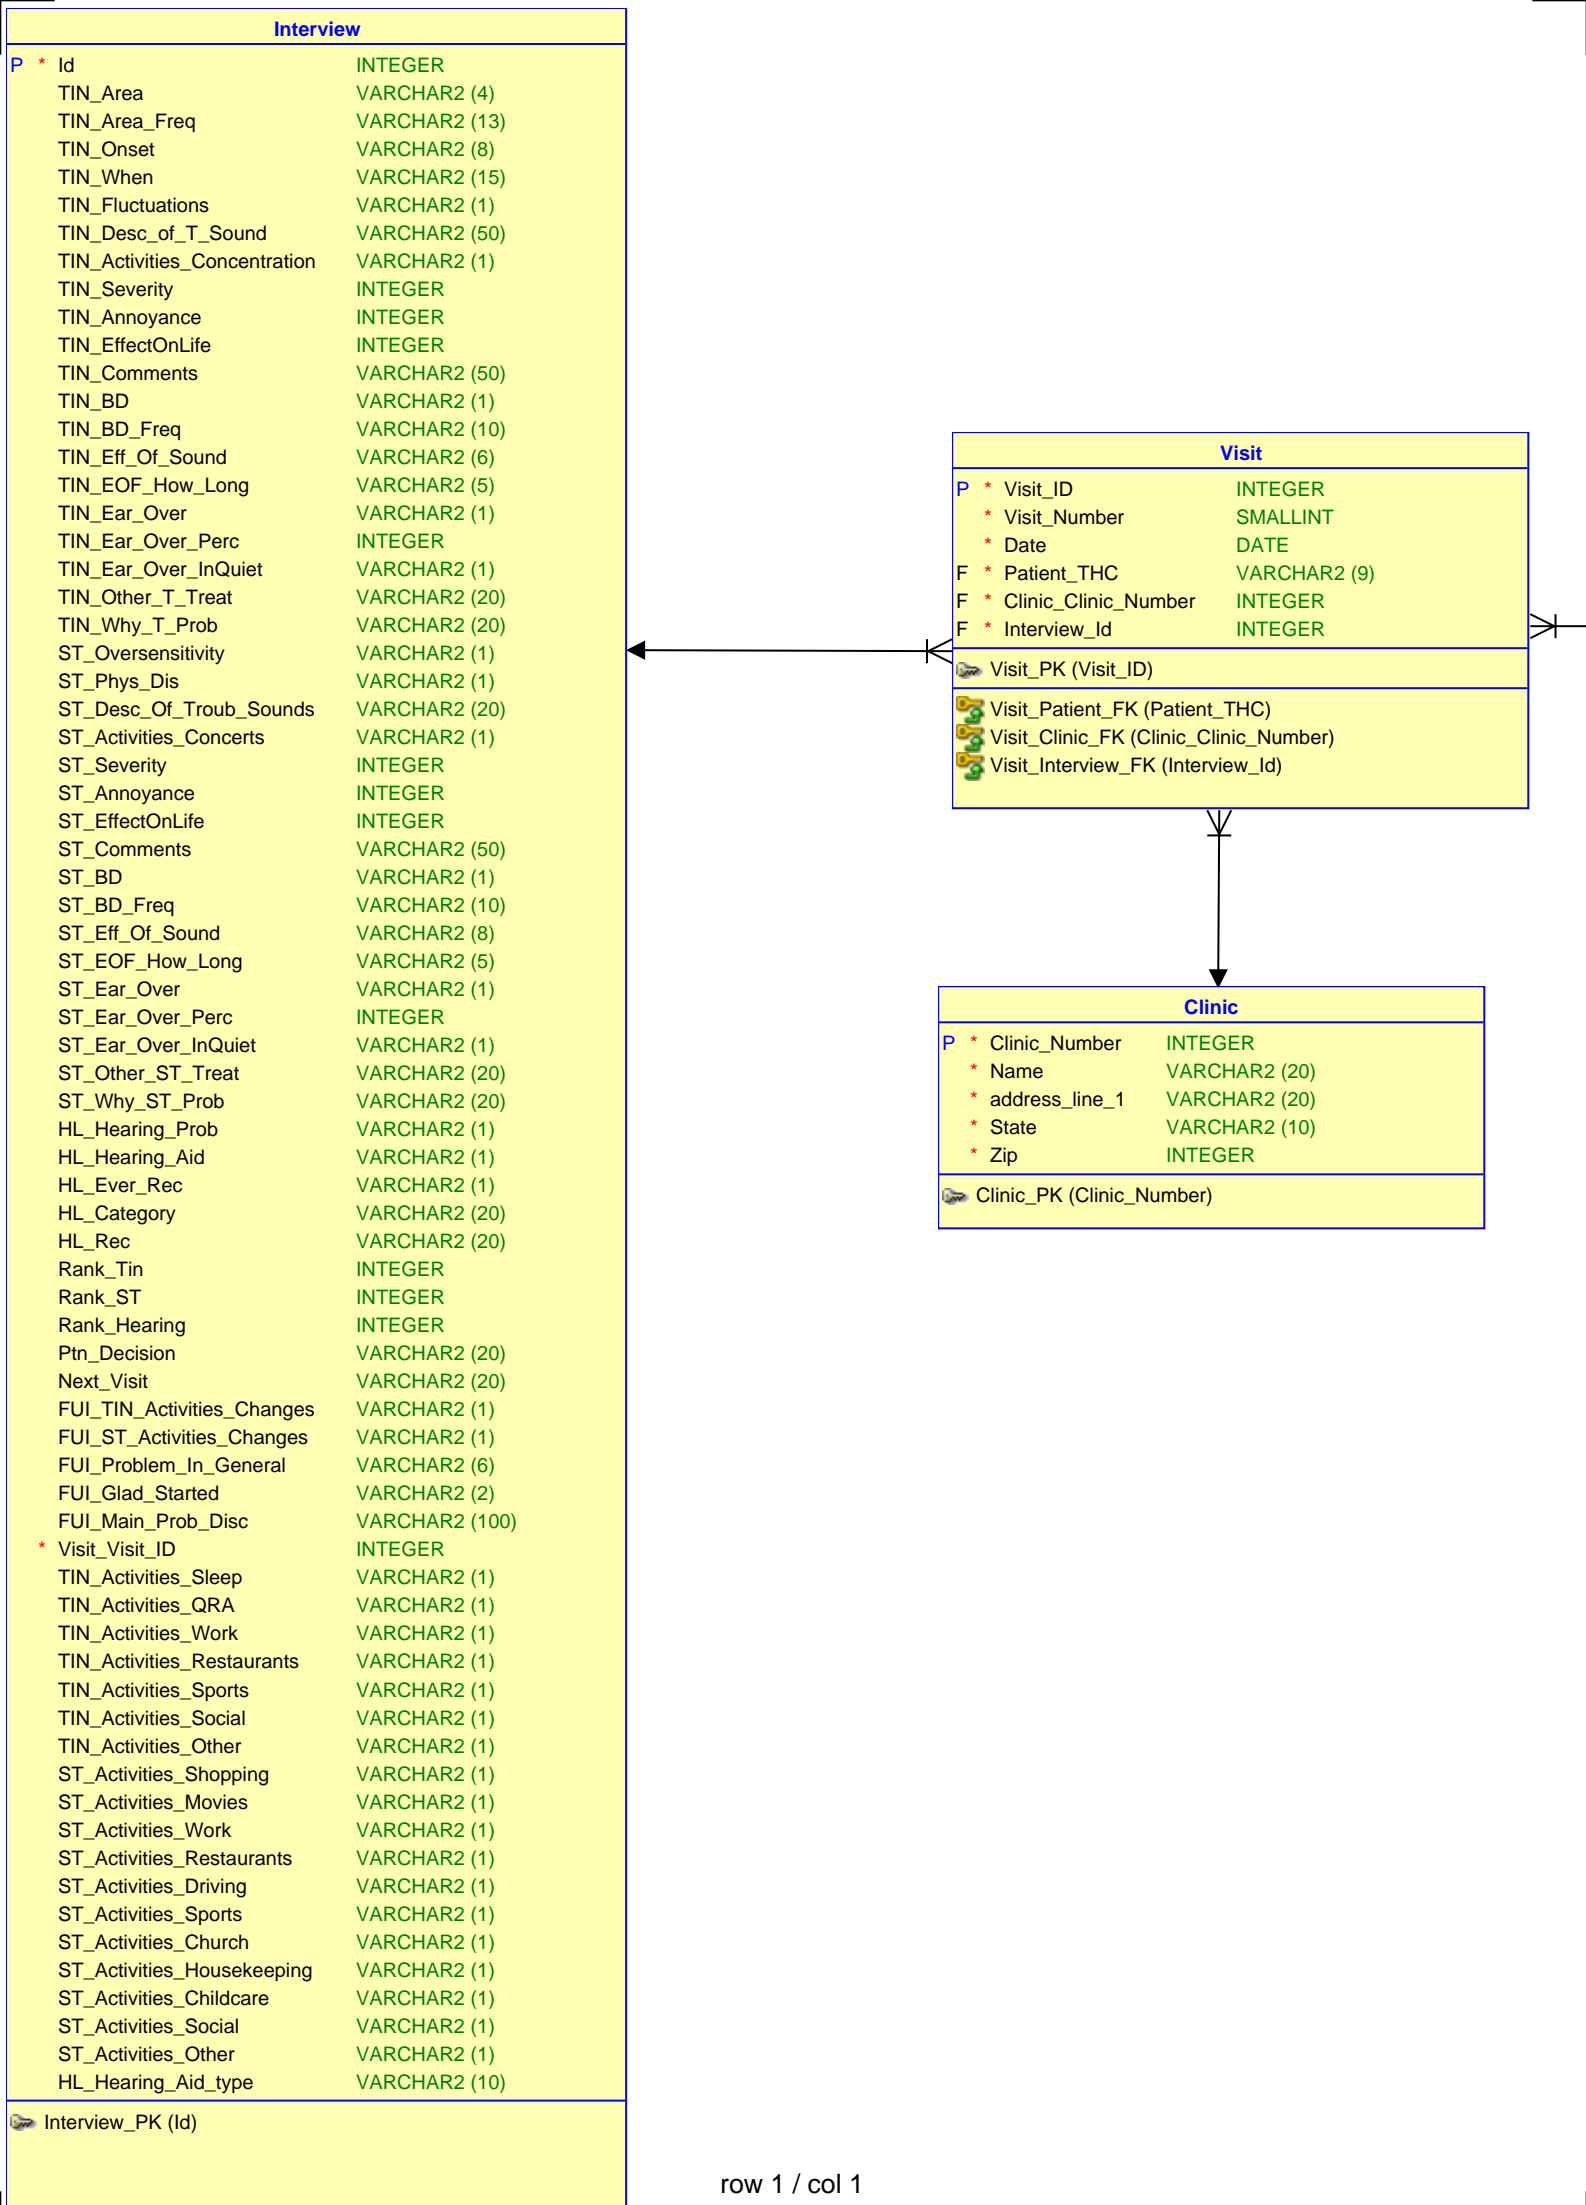 Interview
P * Id INTEGER
TIN_Area VARCHAR2 (4)
TIN_Area_Freq VARCHAR2 (13)
TIN_Onset VARCHAR2 (8)
TIN_When VARCHAR2 (15)
TIN_Fluctuations VARCHAR2 (1)
TIN_Desc_of_T_Sound VARCHAR2 (50)
TIN_Activities_Concentration VARCHAR2 (1)
TIN_Severity INTEGER
TIN_Annoyance INTEGER
TIN_EffectOnLife INTEGER
TIN_Comments VARCHAR2 (50)
TIN_BD VARCHAR2 (1)
TIN_BD_Freq VARCHAR2 (10)
TIN_Eff_Of_Sound VARCHAR2 (6)
TIN_EOF_How_Long VARCHAR2 (5)
TIN_Ear_Over VARCHAR2 (1)
TIN_Ear_Over_Perc INTEGER
TIN_Ear_Over_InQuiet VARCHAR2 (1)
TIN_Other_T_Treat VARCHAR2 (20)
TIN_Why_T_Prob VARCHAR2 (20)
ST_Oversensitivity VARCHAR2 (1)
ST_Phys_Dis VARCHAR2 (1)
ST_Desc_Of_Troub_Sounds VARCHAR2 (20)
ST_Activities_Concerts VARCHAR2 (1)
ST_Severity INTEGER
ST_Annoyance INTEGER
ST_EffectOnLife INTEGER
ST_Comments VARCHAR2 (50)
ST_BD VARCHAR2 (1)
ST_BD_Freq VARCHAR2 (10)
ST_Eff_Of_Sound VARCHAR2 (8)
ST_EOF_How_Long VARCHAR2 (5)
ST_Ear_Over VARCHAR2 (1)
ST_Ear_Over_Perc INTEGER
ST_Ear_Over_InQuiet VARCHAR2 (1)
ST_Other_ST_Treat VARCHAR2 (20)
ST_Why_ST_Prob VARCHAR2 (20)
HL_Hearing_Prob VARCHAR2 (1)
HL_Hearing_Aid VARCHAR2 (1)
HL_Ever_Rec VARCHAR2 (1)
HL_Category VARCHAR2 (20)
HL_Rec VARCHAR2 (20)
Rank_Tin INTEGER
Rank_ST INTEGER
Rank_Hearing INTEGER
Ptn_Decision VARCHAR2 (20)
Next_Visit VARCHAR2 (20)
FUI_TIN_Activities_Changes VARCHAR2 (1)
FUI_ST_Activities_Changes VARCHAR2 (1)
FUI_Problem_In_General VARCHAR2 (6)
FUI_Glad_Started VARCHAR2 (2)
FUI_Main_Prob_Disc VARCHAR2 (100)
* Visit_Visit_ID INTEGER
TIN_Activities_Sleep VARCHAR2 (1)
TIN_Activities_QRA VARCHAR2 (1)
TIN_Activities_Work VARCHAR2 (1)
TIN_Activities_Restaurants VARCHAR2 (1)
TIN_Activities_Sports VARCHAR2 (1)
TIN_Activities_Social VARCHAR2 (1)
TIN_Activities_Other VARCHAR2 (1)
ST_Activities_Shopping VARCHAR2 (1)
ST_Activities_Movies VARCHAR2 (1)
ST_Activities_Work VARCHAR2 (1)
ST_Activities_Restaurants VARCHAR2 (1)
ST_Activities_Driving VARCHAR2 (1)
ST_Activities_Sports VARCHAR2 (1)
ST_Activities_Church VARCHAR2 (1)
ST_Activities_Housekeeping VARCHAR2 (1)
ST_Activities_Childcare VARCHAR2 (1)
ST_Activities_Social VARCHAR2 (1)
ST_Activities_Other VARCHAR2 (1)
HL_Hearing_Aid_type VARCHAR2 (10)
Interview_PK (Id)
Visit
P * Visit_ID INTEGER
* Visit_Number SMALLINT
* Date DATE
F * Patient_THC VARCHAR2 (9)
F * Clinic_Clinic_Number INTEGER
F * Interview_Id INTEGER
Visit_PK (Visit_ID)
Visit_Patient_FK (Patient_THC)
Visit_Clinic_FK (Clinic_Clinic_Number)
Visit_Interview_FK (Interview_Id)
Clinic
P * Clinic_Number INTEGER
* Name VARCHAR2 (20)
* address_line_1 VARCHAR2 (20)
* State VARCHAR2 (10)
* Zip INTEGER
Clinic_PK (Clinic_Number)
row 1 / col 1